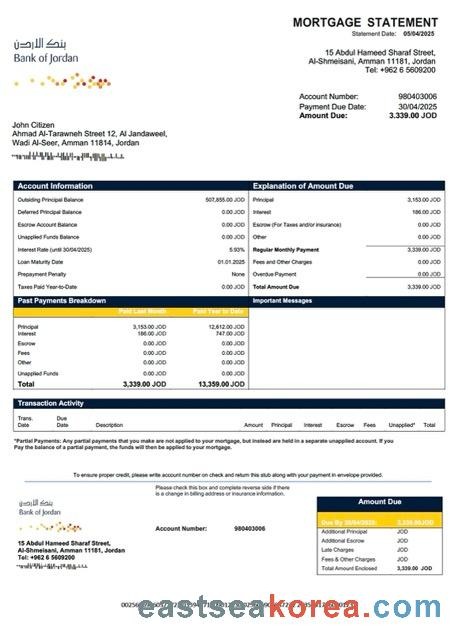 MORTGAGE STATEMENT
Statement Date: 05/04/2025
بنك الاردن
Bank of Jordan
15 Abdul Hameed Sharaf Street,
Al-Shmeisani, Amman 11181, Jordan
Tel: +962 6 5609200
Account Number: 980403006
Payment Due Date: 30/04/2025
Amount Due: 3.339.00 JOD
John Citizen
Ahmad Al-Tarawneh Street 12, Al Jandaweel,
Wadi Al-Seer, Amman 11814, Jordan
Account Information
Outsiding Principal Balance 507,855.00 JOD
Deferred Principal Balance 0.00 JOD
Escrow Account Balance 0.00 JOD
Unapplied Funds Balance 0.00 JOD
Interest Rate (until 30/04/2025) 5.93%
Loan Maturity Date 01.01.2025
Prepayment Penalty None
Taxes Paid Year-to-Date 0.00 JOD
Explanation of Amount Due
Principal 3,153.00 JOD
Interest 186.00 JOD
Escrow (For Taxes and/or insurance) 0.00 JOD
Other 0.00 JOD
Regular Monthly Payment 3,339.00 JOD
Fees and Other Charges 0.00 JOD
Overdue Payment 0.00 JOD
Total Amount Due 3,339.00 JOD
Past Payments Breakdown
Paid Last Month Paid Year to Date
Principal 3,153.00 JOD 12,612.00 JOD
Interest 186.00 JOD 747.00 JOD
Escrow 0.00 JOD 0.00 JOD
Fees 0.00 JOD 0.00 JOD
Other 0.00 JOD 0.00 JOD
Unapplied Funds 0.00 JOD 0.00 JOD
Total 3,339.00 JOD 13,359.00 JOD
Important Messages
Transaction Activity
Trans. Date Due Date Description Amount Principal Interest Escrow Fees Unapplied* Total
*Partial Payments: Any partial payments that you make are not applied to your mortgage, but instead are held in a separate unapplied account. If you
Pay the balance of a partial payment, the funds will then be applied to your mortgage.
To ensure proper credit, please write account number on check and return this stub along with your payment in envelope provided.
بنك الاردن
Bank of Jordan
Please check this box and complete reverse side if there
is a change in billing address or insurance information.
15 Abdul Hameed Sharaf Street,
Al-Shmeisani, Amman 11181, Jordan
Tel: +962 6 5609200
Account Number: 980403006
Amount Due
Due By 30/04/2025: 3,339.00JOD
Additional Principal JOD
Additional Escrow JOD
Late Charges JOD
Fees & Other Charges JOD
Total Amount Enclosed 3,339.00 JOD
eastseakorea.com